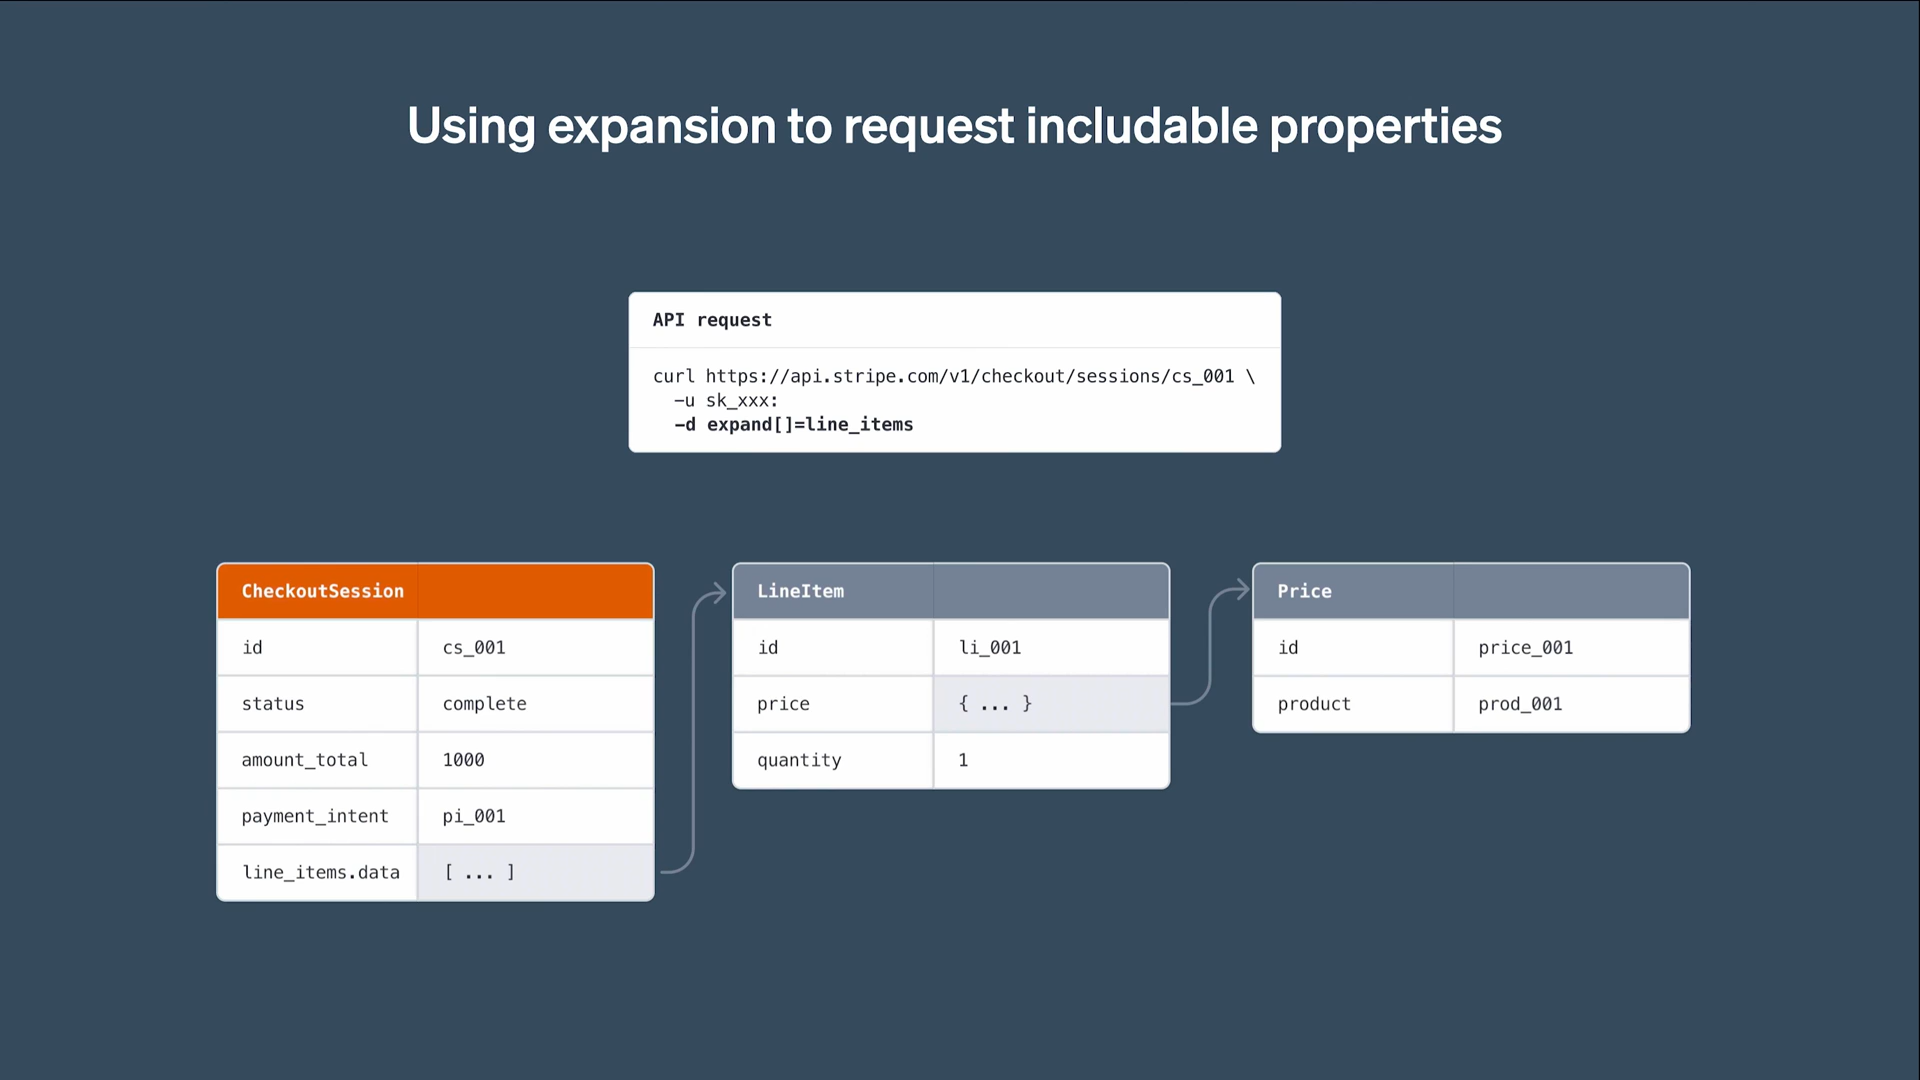 Using expansion to request includable properties
API request
curl https://api.stripe.com/v1/checkout/sessions/cs_001 \
-u sk_xxx:
-d expand[]=line_items
CheckoutSession
id cs_001
status complete
amount_total 1000
payment_intent pi_001
line_items.data [ ... ]
LineItem
id li_001
price { ... }
quantity 1
Price
id price_001
product prod_001